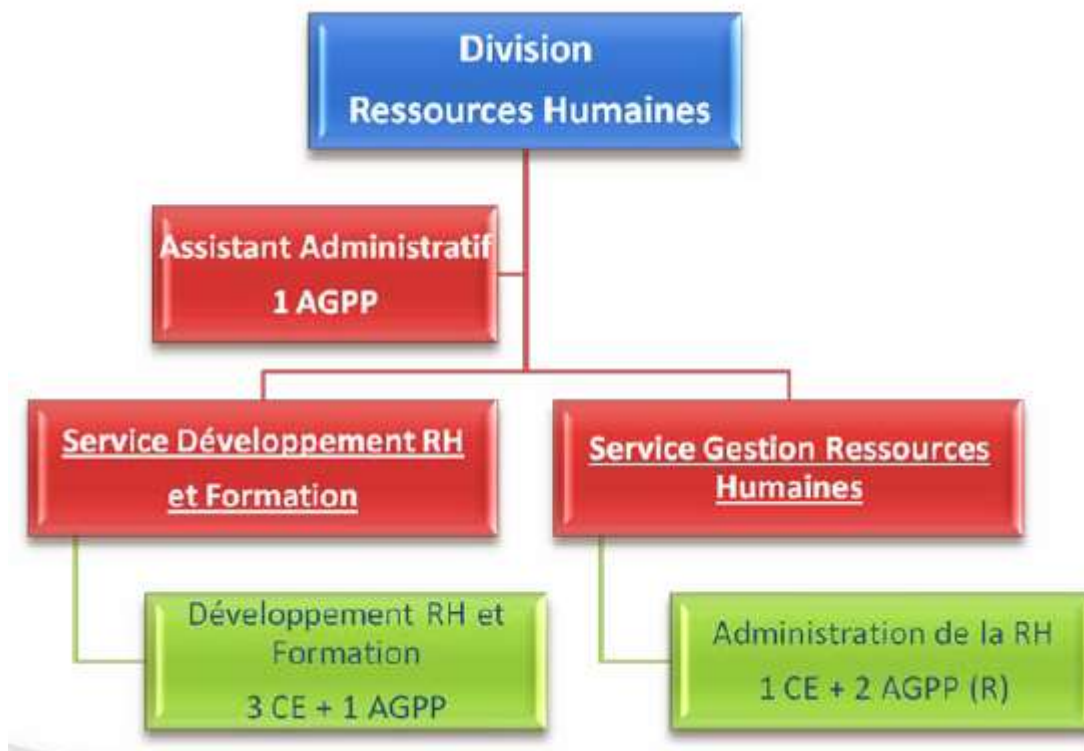 Division
Ressources Humaines
Assistant Administratif
1 AGPP
Service Développement RH
et Formation
Service Gestion Ressources
Humaines
Développement RH et
Formation
3 CE + 1 AGPP
Administration de la RH
1 CE + 2 AGPP (R)